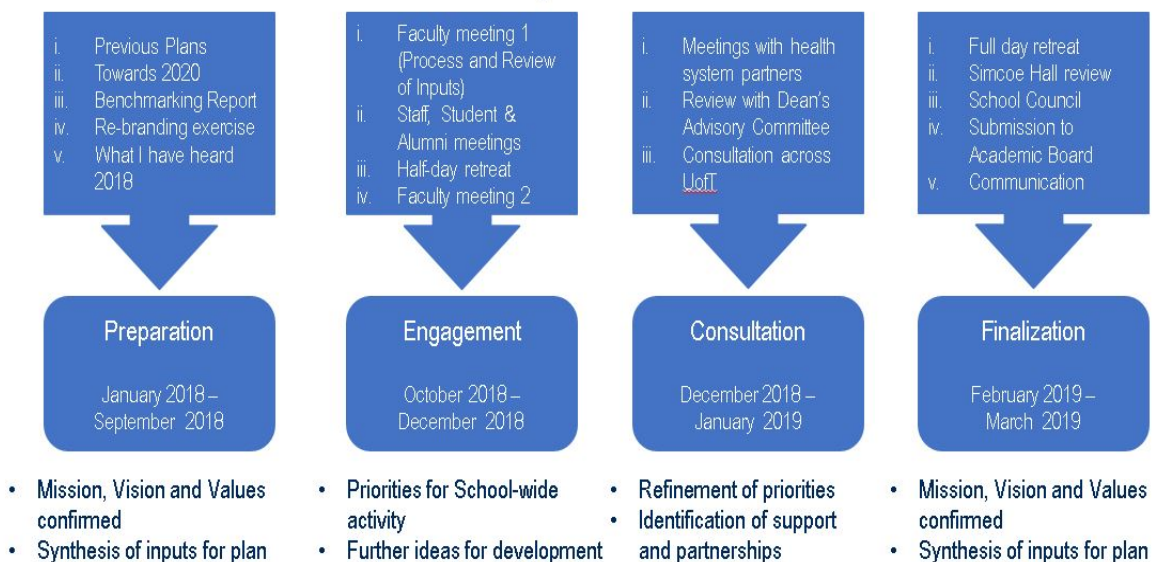 i. Previous Plans
ii. Towards 2020
iii. Benchmarking Report
iv. Re-branding exercise
v. What I have heard
2018
i. Faculty meeting 1
(Process and Review
of Inputs)
ii. Staff, Student &
Alumni meetings
iii. Half-day retreat
iv. Faculty meeting 2
i. Meetings with health
system partners
ii. Review with Dean's
Advisory Committee
iii. Consultation across
UofT
i. Full day retreat
ii. Simcoe Hall review
iii. School Council
iv. Submission to
Academic Board
v. Communication
Preparation
January 2018 –
September 2018
Engagement
October 2018 –
December 2018
Consultation
December 2018 –
January 2019
Finalization
February 2019 –
March 2019
• Mission, Vision and Values
confirmed
• Synthesis of inputs for plan
• Priorities for School-wide
activity
• Further ideas for development
• Refinement of priorities
• Identification of support
and partnerships
• Mission, Vision and Values
confirmed
• Synthesis of inputs for plan